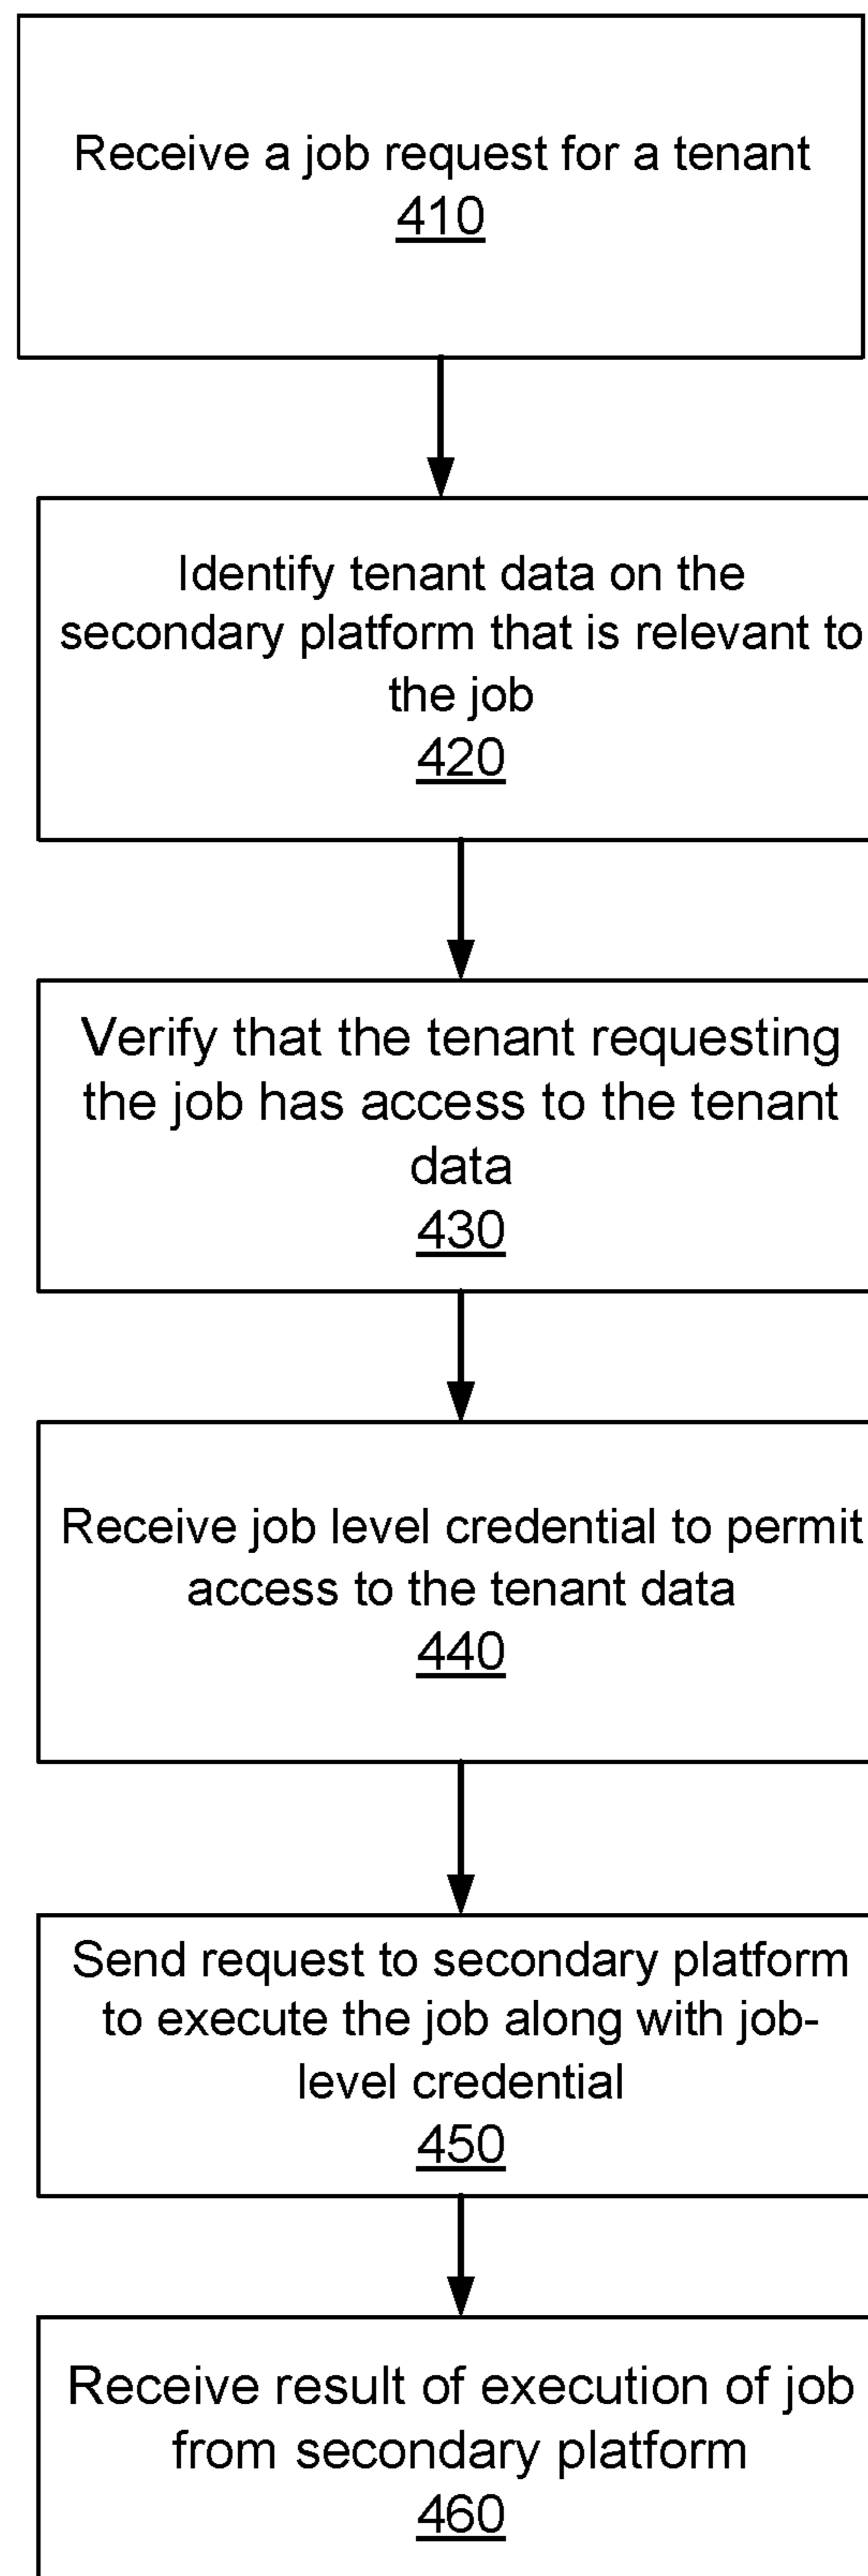 Receive a job request for a tenant
410
Identify tenant data on the
secondary platform that is relevant to
the job
420
Verify that the tenant requesting
the job has access to the tenant
data
430
Receive job level credential to permit
access to the tenant data
440
Send request to secondary platform
to execute the job along with job-
level credential
450
Receive result of execution of job
from secondary platform
460